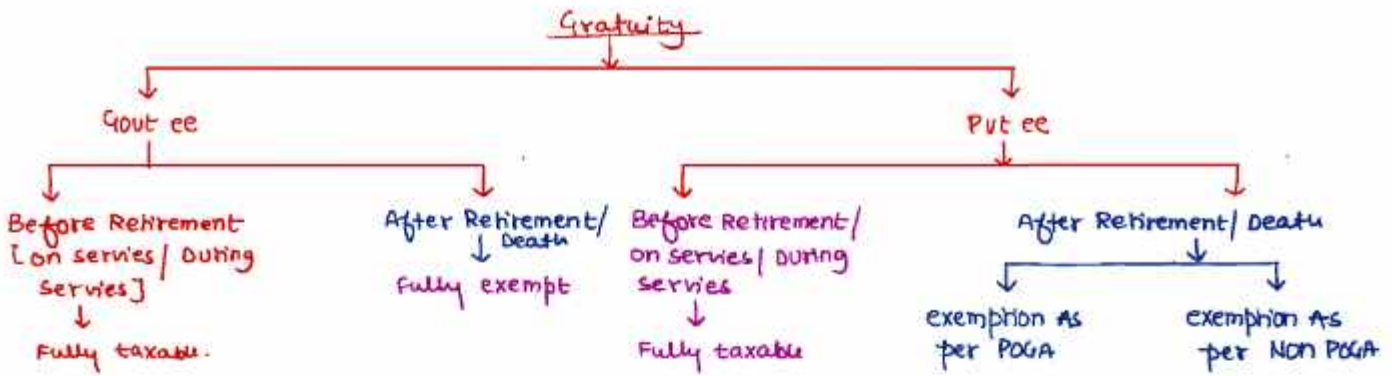 Gratuity
Govt ee
Pvt ee
Before Retirement
[on servies/ During
servies]
Fully taxable.
After Retirement/
Death
Fully exempt
Before Retirement/
on servies/ During
servies
Fully taxable
After Retirement/ Death
exemption As
per POGA
exemption As
per Non POGA